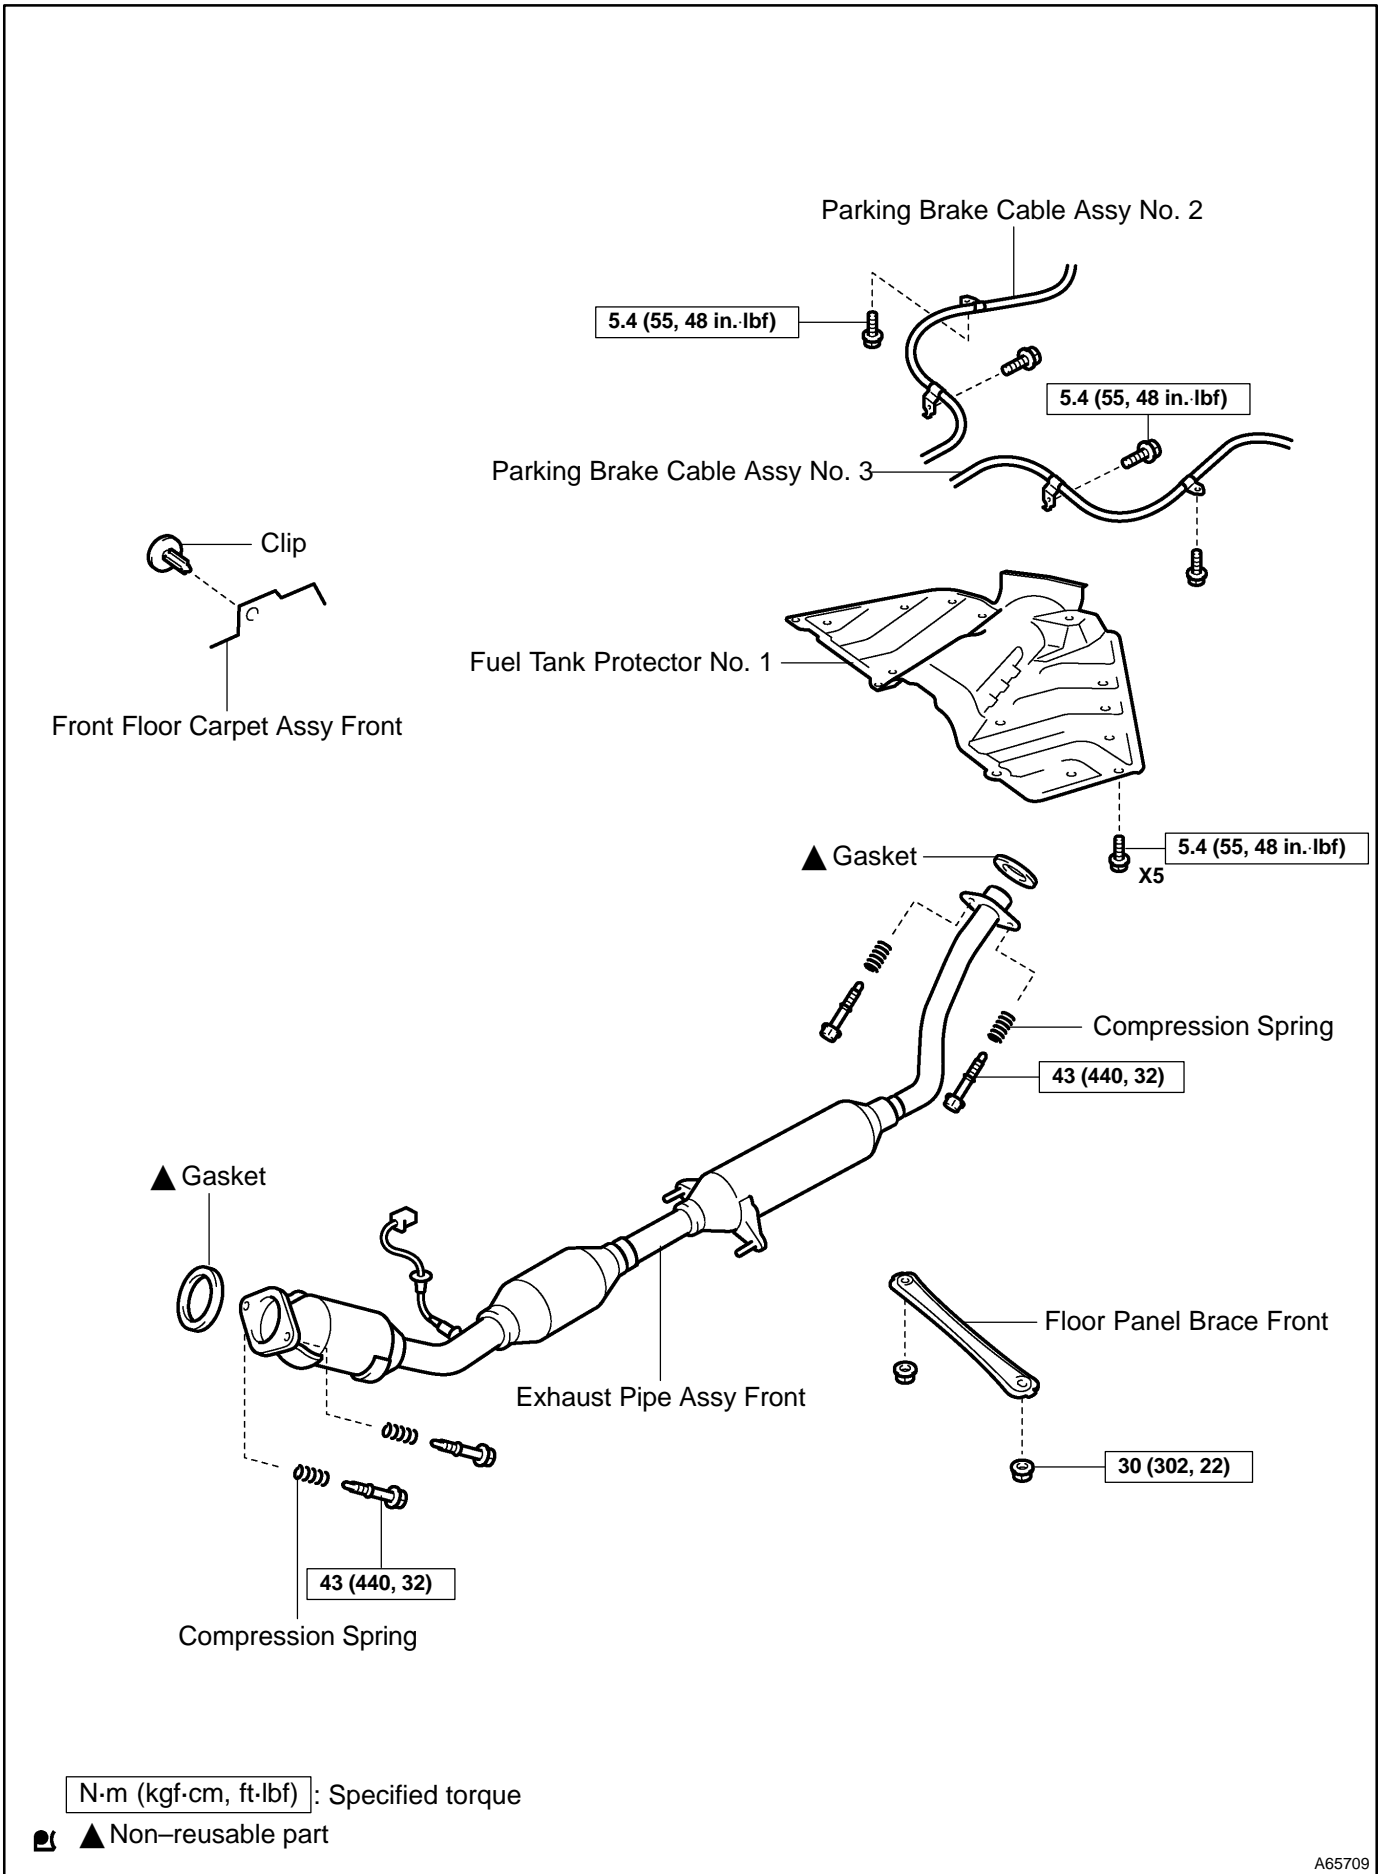 Parking Brake Cable Assy No. 2
5.4 (55, 48 in.·lbf)
5.4 (55, 48 in.·lbf)
Parking Brake Cable Assy No. 3
Clip
Fuel Tank Protector No. 1
Front Floor Carpet Assy Front
5.4 (55, 48 in.·lbf)
▲ Gasket
X5
Compression Spring
43 (440, 32)
▲ Gasket
Floor Panel Brace Front
Exhaust Pipe Assy Front
30 (302, 22)
43 (440, 32)
Compression Spring
N·m (kgf·cm, ft·lbf) : Specified torque
▲ Non–reusable part
A65709